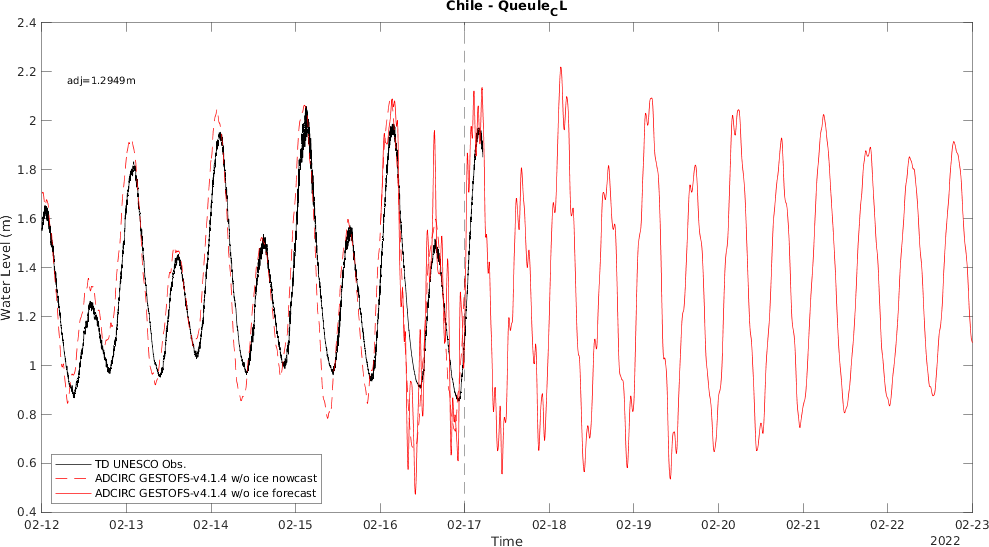 Chile - Queule_CL
2.4
2.2
2
1.8
1.6
1.4
1.2
1
0.8
0.6
0.4
Water Level (m)
adj=1.2949m
TD UNESCO Obs.
ADCIRC GESTOFS-v4.1.4 w/o ice nowcast
ADCIRC GESTOFS-v4.1.4 w/o ice forecast
02-12 02-13 02-14 02-15 02-16 02-17 02-18 02-19 02-20 02-21 02-22 02-23
Time
2022